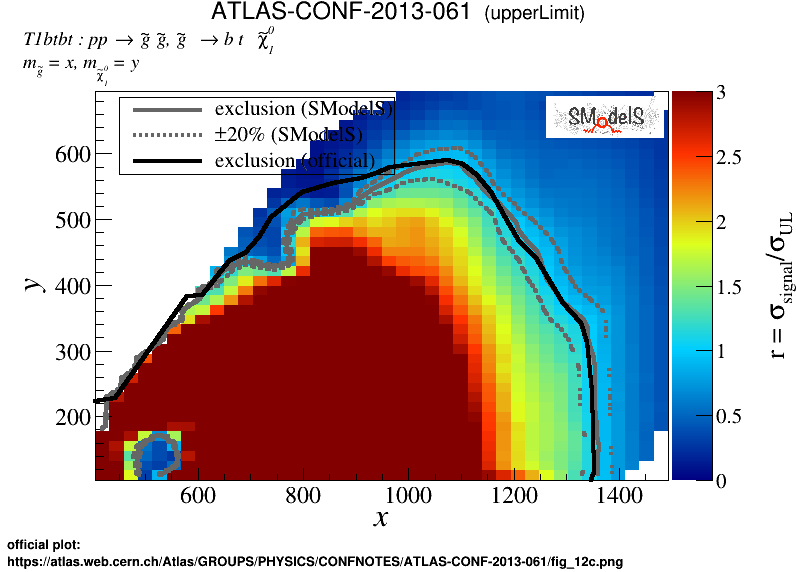 ATLAS-CONF-2013-061 (upperLimit)
T1btbt : pp → g̃ g̃, g̃ → b t χ̃⁰₁
m_g̃ = x, m_χ̃⁰₁ = y
exclusion (SModelS)
±20% (SModelS)
exclusion (official)
SModelS
600
500
400
300
200
y
600
800
1000
1200
1400
x
3
2.5
2
1.5
1
0.5
0
r = σsignal/σUL
official plot:
https://atlas.web.cern.ch/Atlas/GROUPS/PHYSICS/CONFNOTES/ATLAS-CONF-2013-061/fig_12c.png